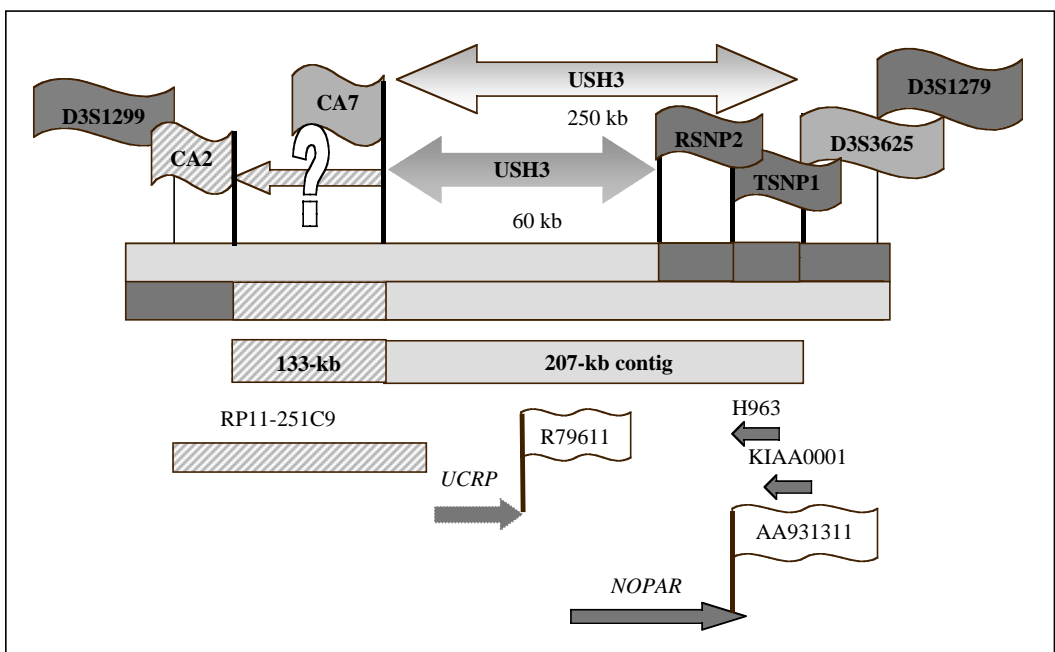 USH3
D3S1279
D3S1299
CA7
250 kb
RSNP2
D3S3625
CA2
?
USH3
TSNP1
60 kb
133-kb
207-kb contig
RP11-251C9
H963
R79611
KIAA0001
UCRP
AA931311
NOPAR